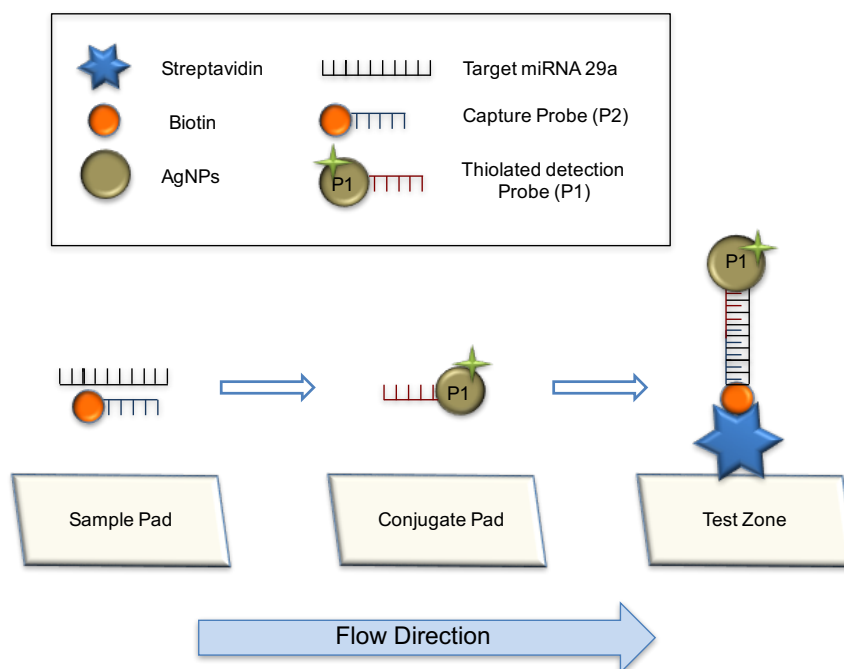 Streptavidin
Target miRNA 29a
Biotin
Capture Probe (P2)
AgNPs
P1
Thiolated detection
Probe (P1)
P1
P1
Sample Pad
Conjugate Pad
Test Zone
Flow Direction